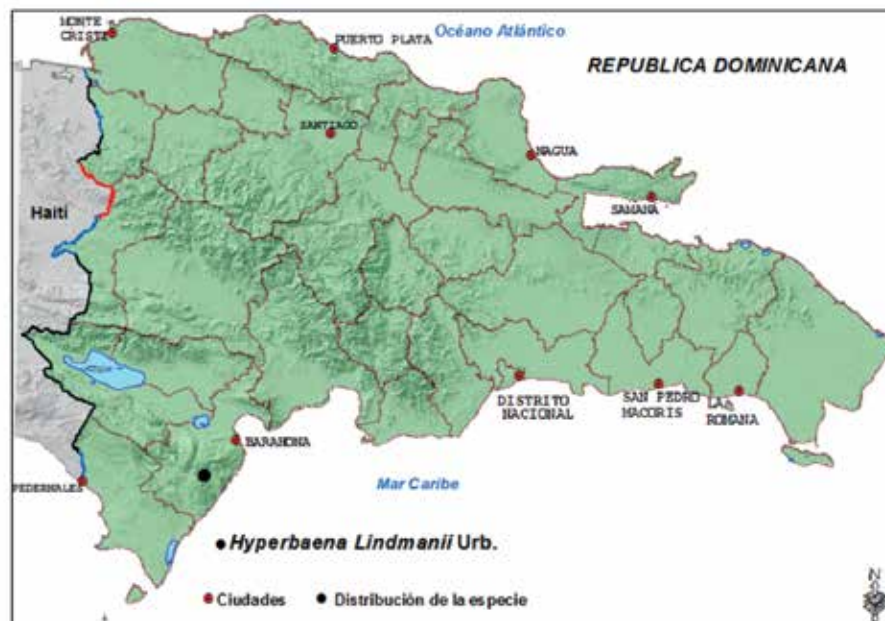 MONTE
CRISTI
PUERTO PLATA
Océano Atlántico
REPUBLICA DOMINICANA
SANTIAGO
NAGUA
SAMANA
Haití
DISTRITO
NACIONAL
SAN PEDRO
MACORIS
LA
ROMANA
BARAHONA
PEDERNALES
Mar Caribe
Hyperbaena Lindmanii Urb.
Ciudades
Distribución de la especie
N